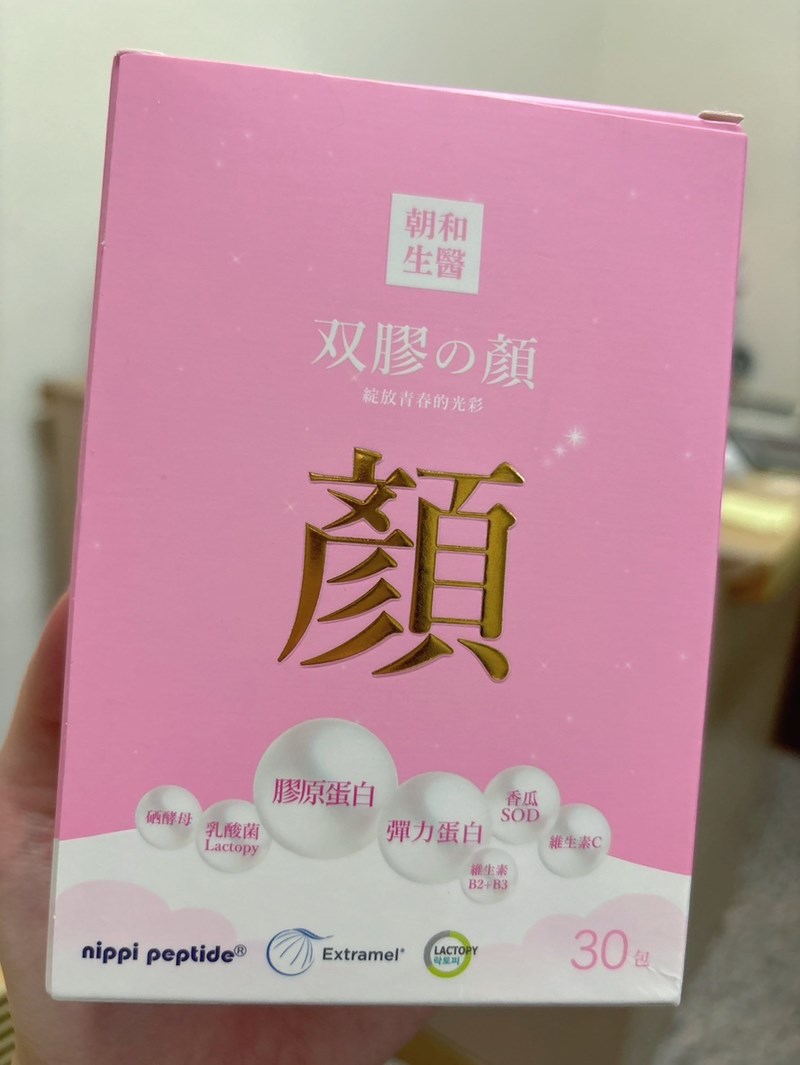 朝和
生醫
双膠の顏
綻放青春的光彩
顏
膠原蛋白
硒酵母
乳酸菌
Lactopy
彈力蛋白
香瓜
SOD
維生素C
維生素
B2+B3
nippi peptide®
Extramel®
LACTOPY
락토피
30包